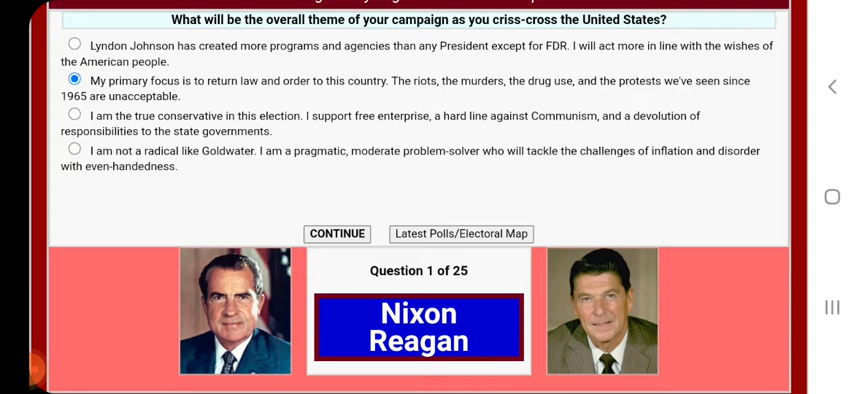 What will be the overall theme of your campaign as you criss-cross the United States?
Lyndon Johnson has created more programs and agencies than any President except for FDR. I will act more in line with the wishes of
the American people.
My primary focus is to return law and order to this country. The riots, the murders, the drug use, and the protests we've seen since
1965 are unacceptable.
I am the true conservative in this election. I support free enterprise, a hard line against Communism, and a devolution of
responsibilities to the state governments.
I am not a radical like Goldwater. I am a pragmatic, moderate problem-solver who will tackle the challenges of inflation and disorder
with even-handedness.
CONTINUE
Latest Polls/Electoral Map
Question 1 of 25
Nixon
Reagan